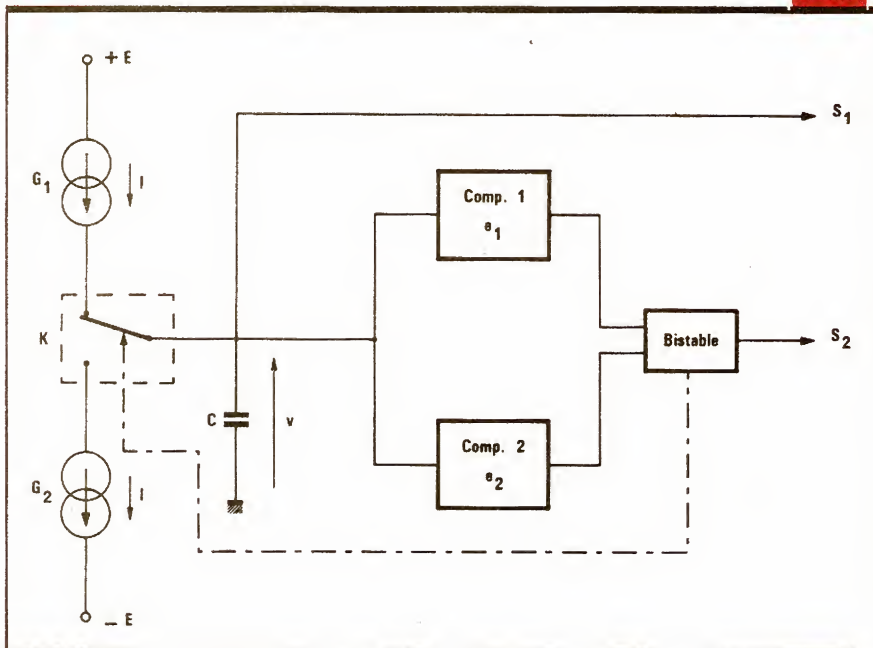 + E
S1
G1
I
Comp. 1
e1
K
Bistable
S2
C
v
Comp. 2
e2
G2
I
− E